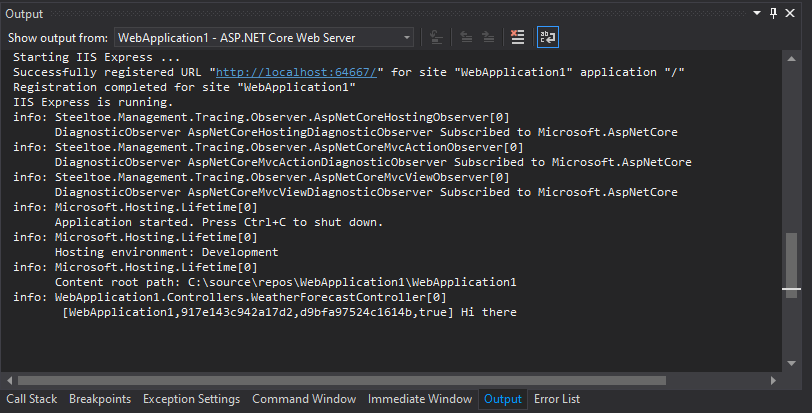 Output
Show output from: WebApplication1 - ASP.NET Core Web Server
Starting IIS Express ...
Successfully registered URL "http://localhost:64667/" for site "WebApplication1" application "/"
Registration completed for site "WebApplication1"
IIS Express is running.
info: Steeltoe.Management.Tracing.Observer.AspNetCoreHostingObserver[0]
      DiagnosticObserver AspNetCoreHostingDiagnosticObserver Subscribed to Microsoft.AspNetCore
info: Steeltoe.Management.Tracing.Observer.AspNetCoreMvcActionObserver[0]
      DiagnosticObserver AspNetCoreMvcActionDiagnosticObserver Subscribed to Microsoft.AspNetCore
info: Steeltoe.Management.Tracing.Observer.AspNetCoreMvcViewObserver[0]
      DiagnosticObserver AspNetCoreMvcViewDiagnosticObserver Subscribed to Microsoft.AspNetCore
info: Microsoft.Hosting.Lifetime[0]
      Application started. Press Ctrl+C to shut down.
info: Microsoft.Hosting.Lifetime[0]
      Hosting environment: Development
info: Microsoft.Hosting.Lifetime[0]
      Content root path: C:\source\repos\WebApplication1\WebApplication1
info: WebApplication1.Controllers.WeatherForecastController[0]
       [WebApplication1,917e143c942a17d2,d9bfa97524c1614b,true] Hi there
Call Stack Breakpoints Exception Settings Command Window Immediate Window Output Error List